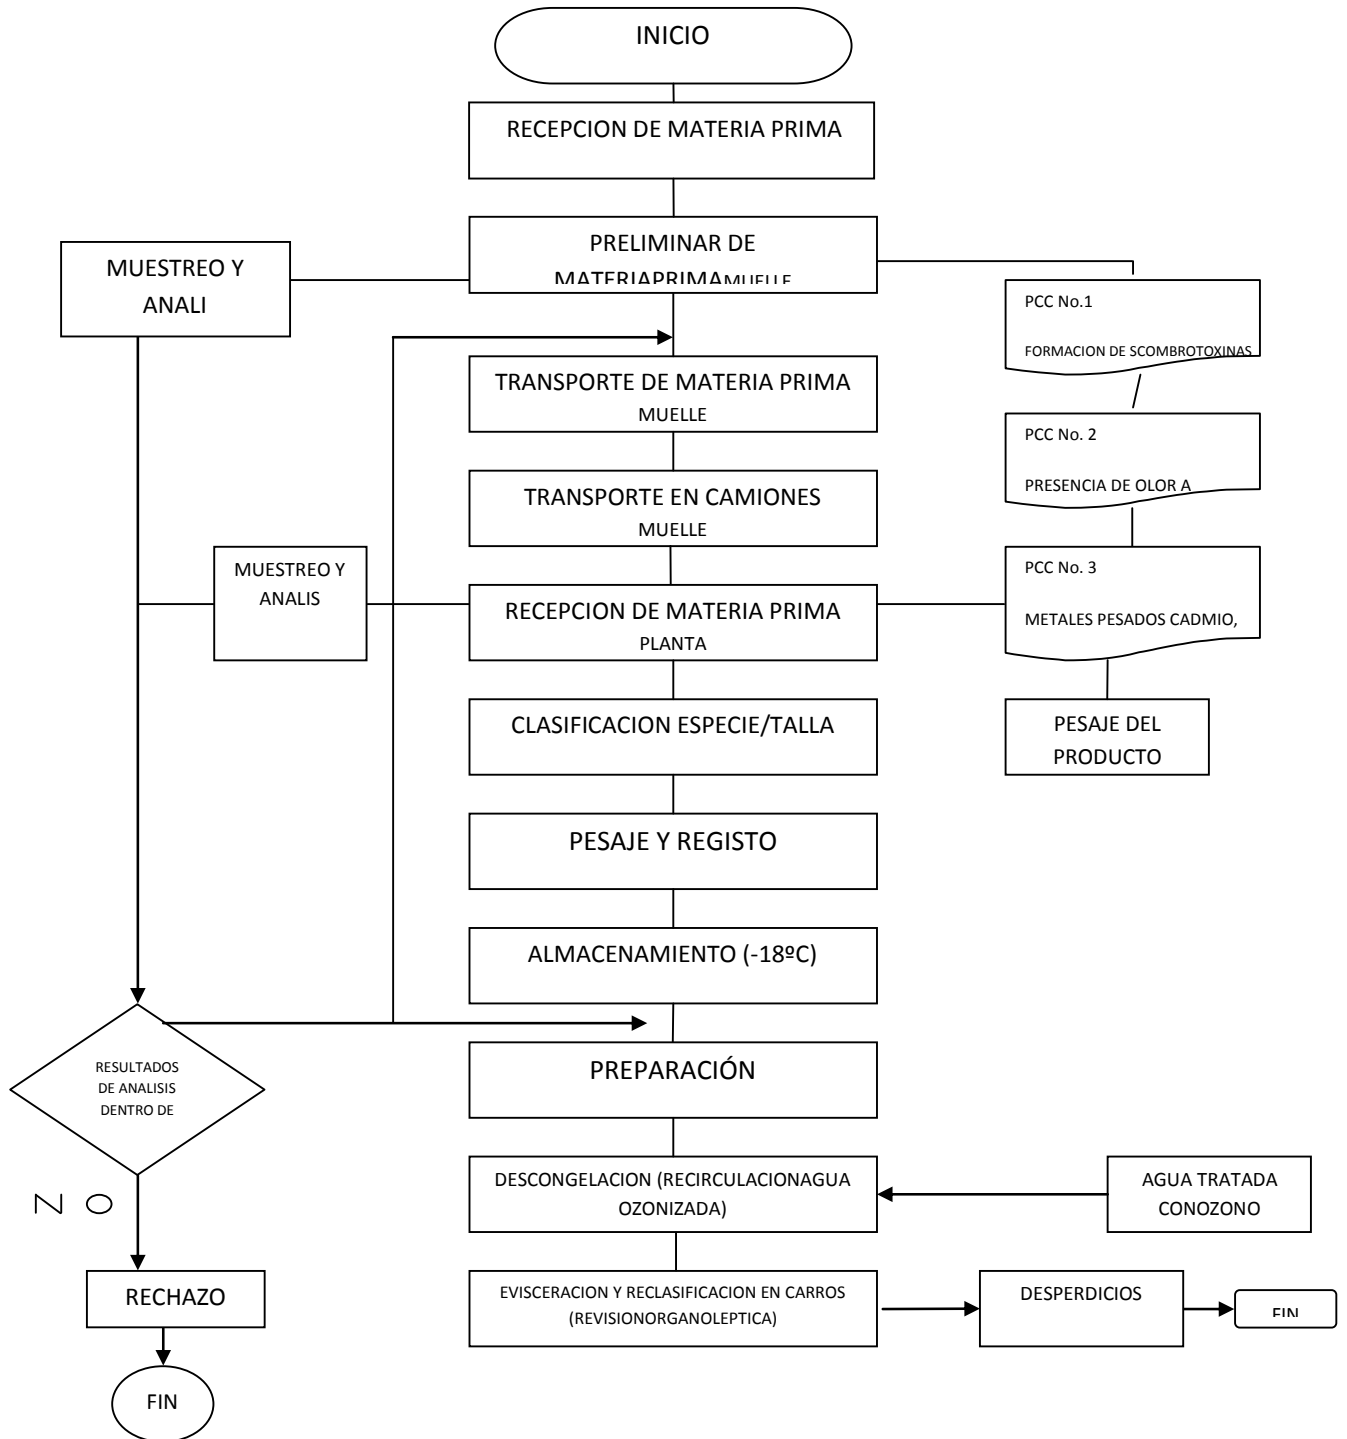 INICIO
RECEPCION DE MATERIA PRIMA
PRELIMINAR DE
MATERIAPRIMAMUELLE
MUESTREO Y
ANALI
PCC No.1
FORMACION DE SCOMBROTOXINAS
TRANSPORTE DE MATERIA PRIMA
MUELLE
PCC No. 2
PRESENCIA DE OLOR A
TRANSPORTE EN CAMIONES
MUELLE
MUESTREO Y
ANALIS
RECEPCION DE MATERIA PRIMA
PLANTA
PCC No. 3
METALES PESADOS CADMIO,
CLASIFICACION ESPECIE/TALLA
PESAJE DEL
PRODUCTO
PESAJE Y REGISTO
ALMACENAMIENTO (-18ºC)
RESULTADOS
DE ANALISIS
DENTRO DE
PREPARACIÓN
DESCONGELACION (RECIRCULACIONAGUA
OZONIZADA)
AGUA TRATADA
CONOZONO
NO
RECHAZO
EVISCERACION Y RECLASIFICACION EN CARROS
(REVISIONORGANOLEPTICA)
DESPERDICIOS
FIN
FIN